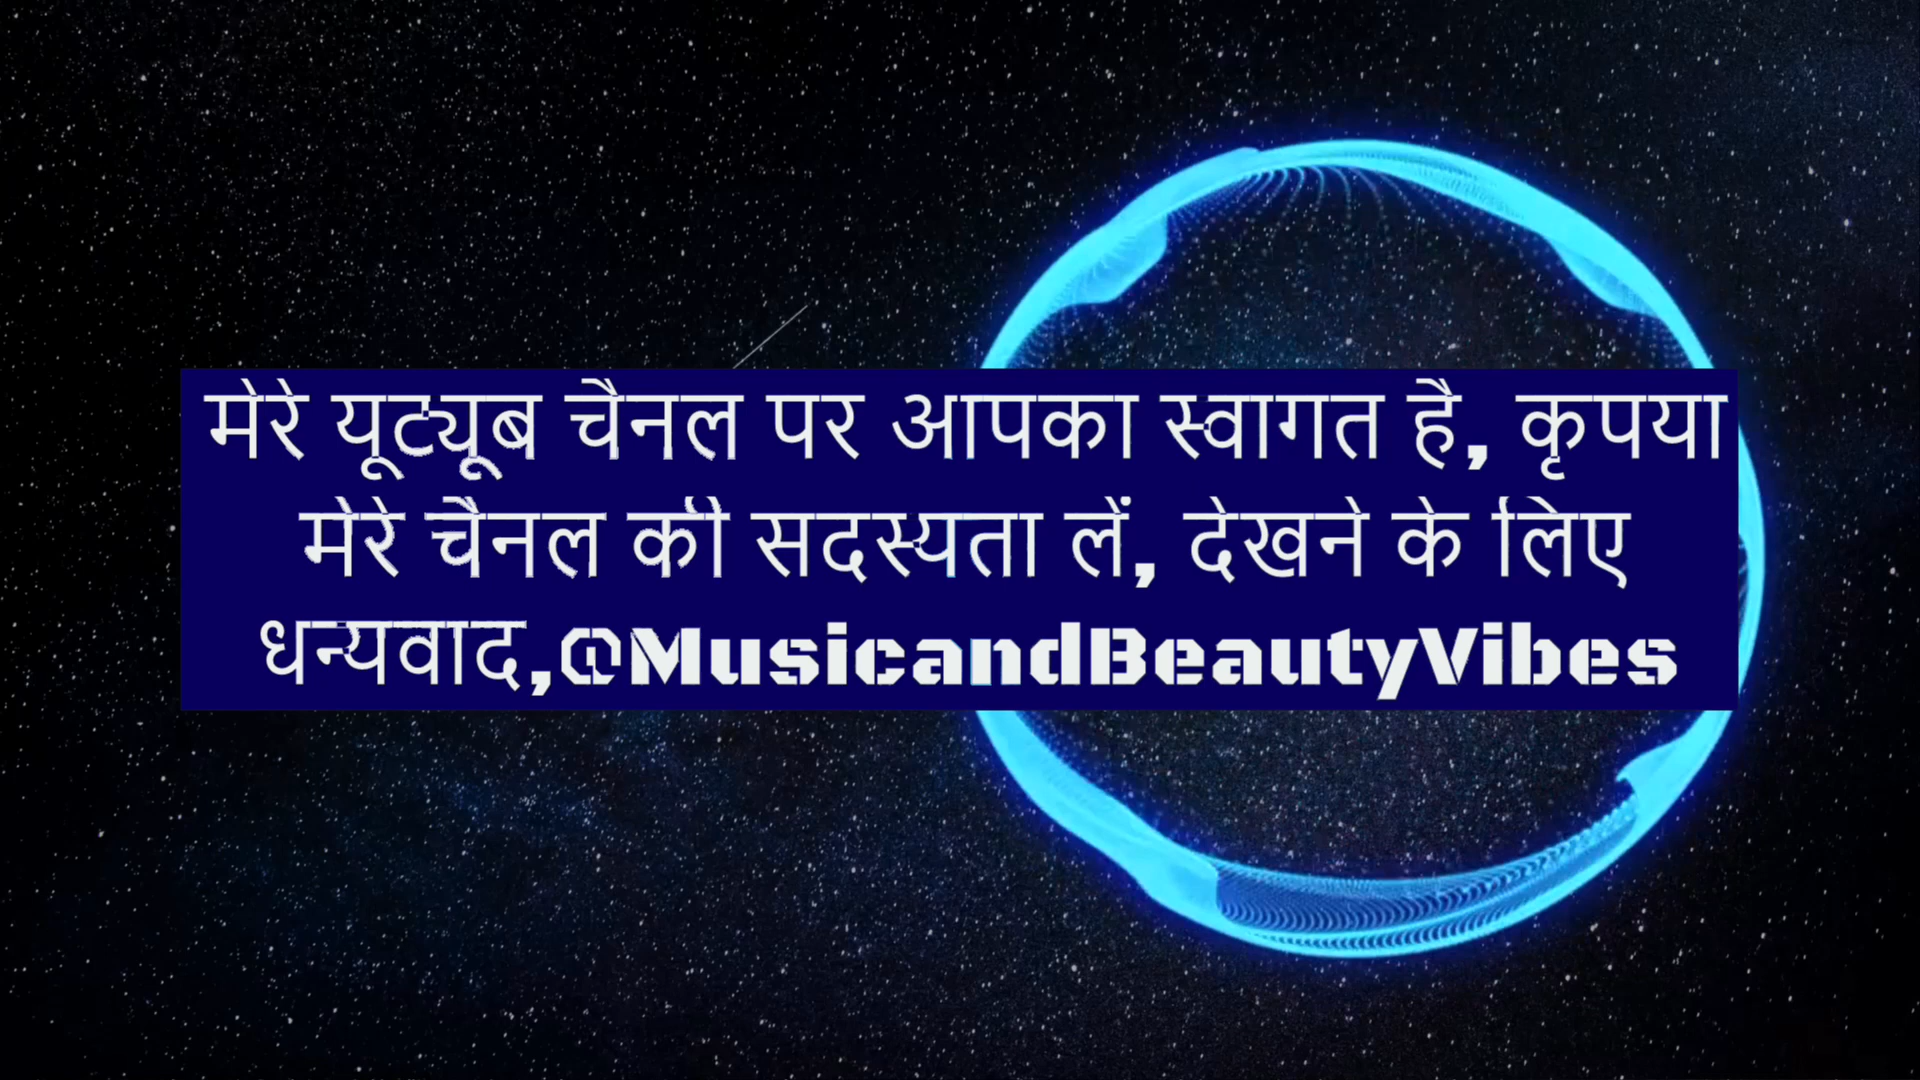 मेरे यूट्यूब चैनल पर आपका स्वागत है, कृपया
मेरे चैनल की सदस्यता लें, देखने के लिए
धन्यवाद,@MusicandBeautyVibes